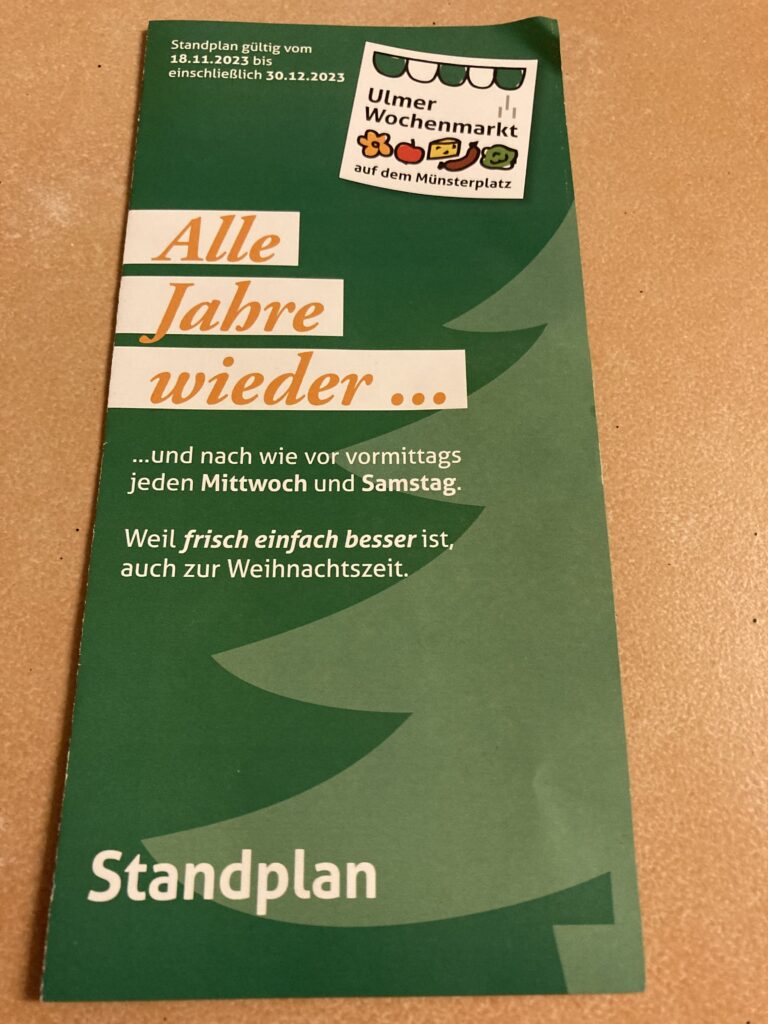 Standplan gültig vom
18.11.2023 bis
einschließlich 30.12.2023
Ulmer
Wochenmarkt
auf dem Münsterplatz
Alle
Jahre
wieder ...
...und nach wie vor vormittags
jeden Mittwoch und Samstag.
Weil frisch einfach besser ist,
auch zur Weihnachtszeit.
Standplan